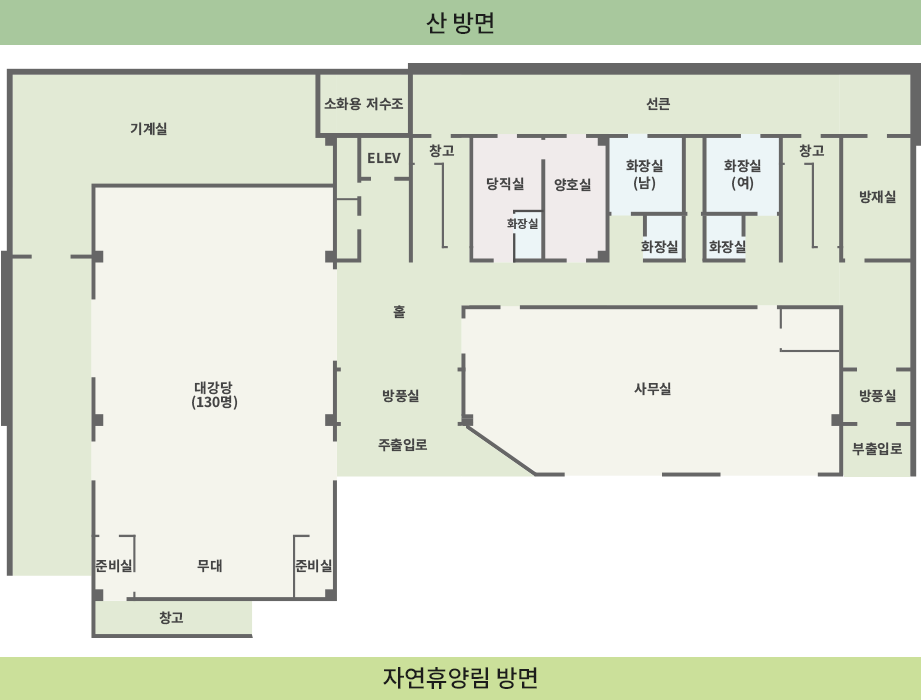 산 방면
소화용 저수조
선큰
기계실
ELEV
창고
창고
당직실
양호실
화장실
(남)
화장실
(여)
방재실
화장실
화장실
화장실
홀
대강당
(130명)
방풍실
사무실
방풍실
주출입로
부출입로
준비실
무대
준비실
창고
자연휴양림 방면